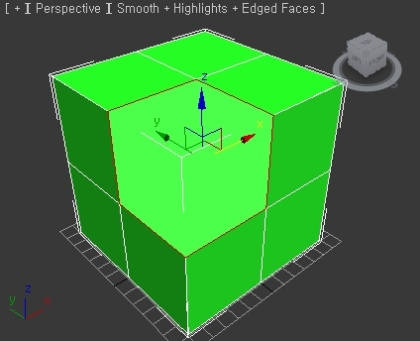 [ + I Perspective I Smooth + Highlights + Edged Faces ]
z
y
x
z
y